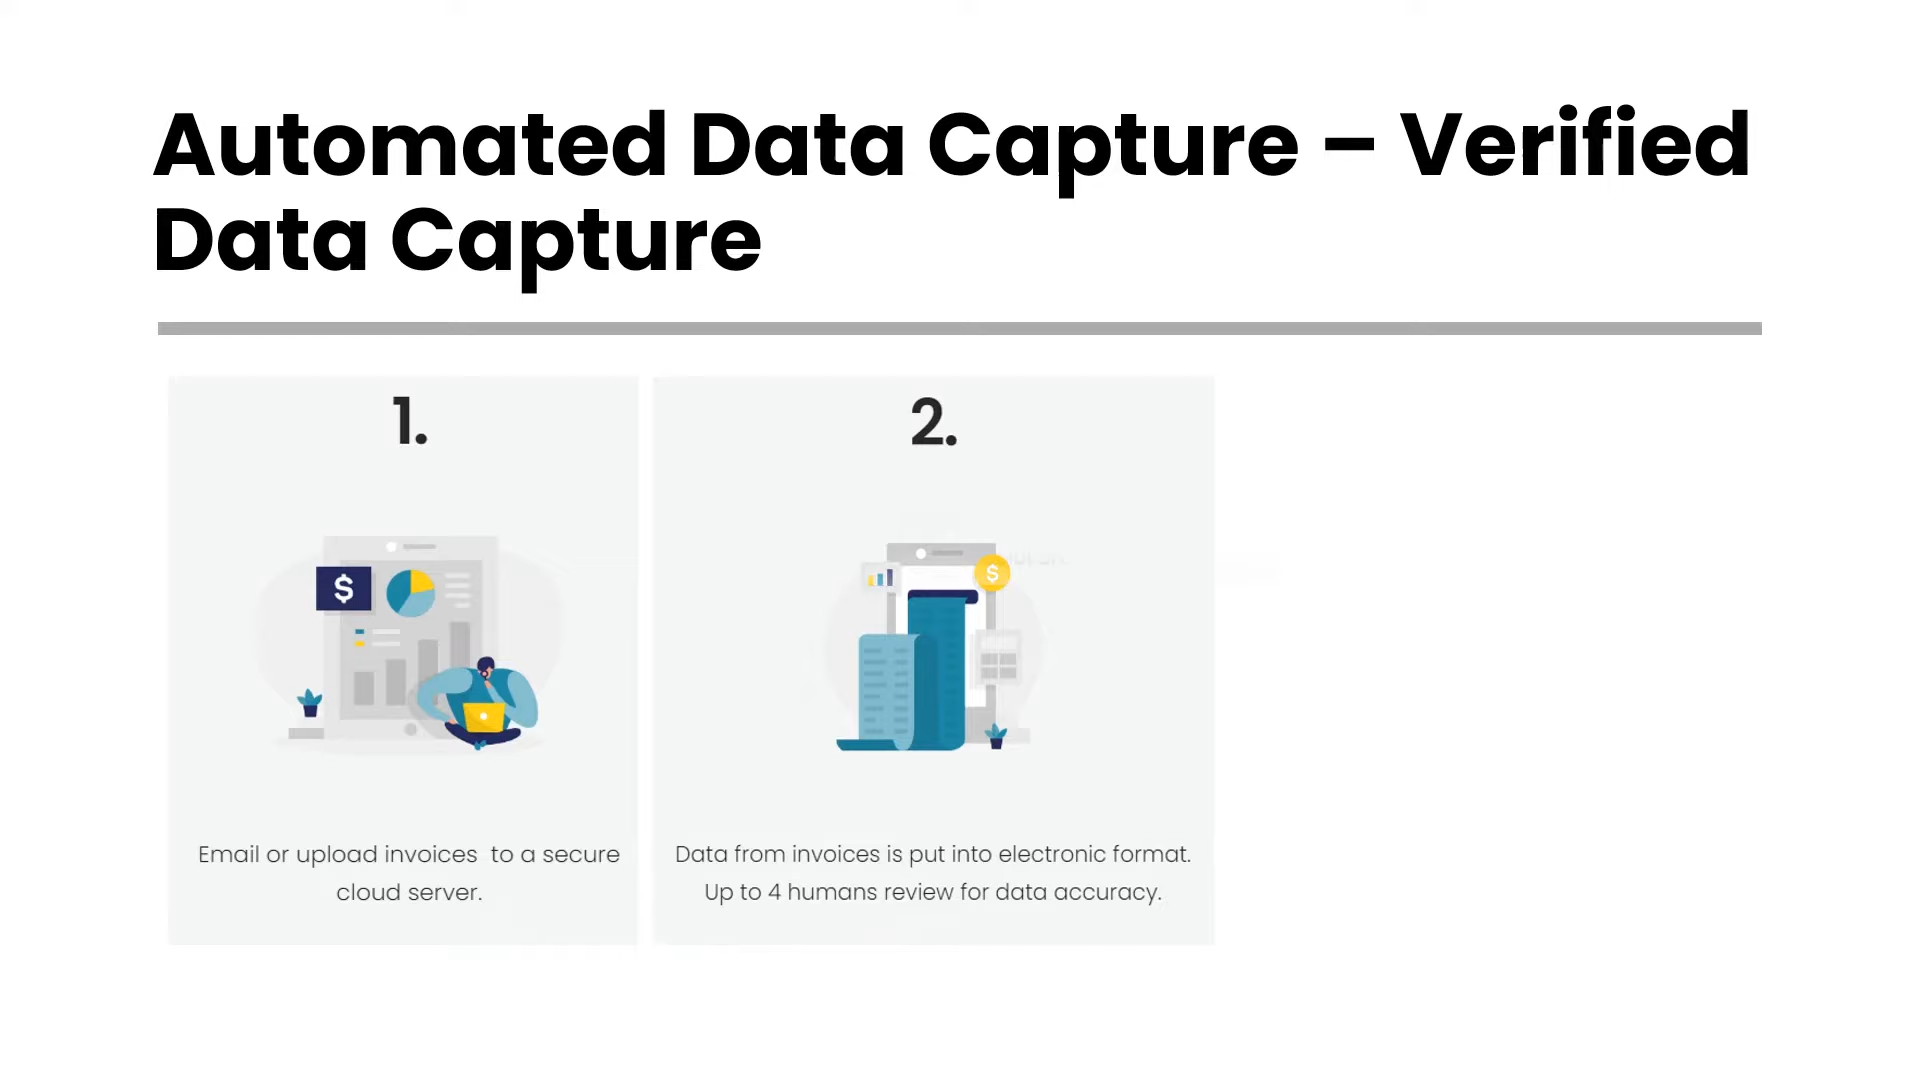 Automated Data Capture – Verified
Data Capture
1.
2.
$
$
Email or upload invoices  to a secure
cloud server.
Data from invoices is put into electronic format.
Up to 4 humans review for data accuracy.